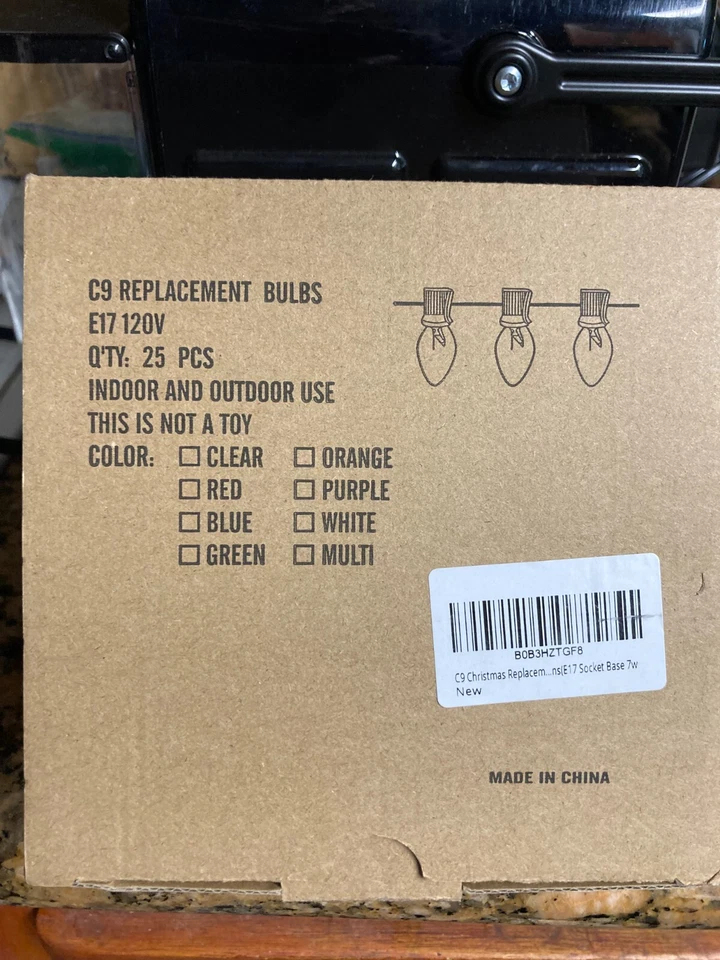 C9 REPLACEMENT BULBS
E17 120V
Q'TY: 25 PCS
INDOOR AND OUTDOOR USE
THIS IS NOT A TOY
COLOR: CLEAR ORANGE
RED PURPLE
BLUE WHITE
GREEN MULTI
B0B3HZTGF8
C9 Christmas Replacem...ns(E17 Socket Base 7w
New
MADE IN CHINA